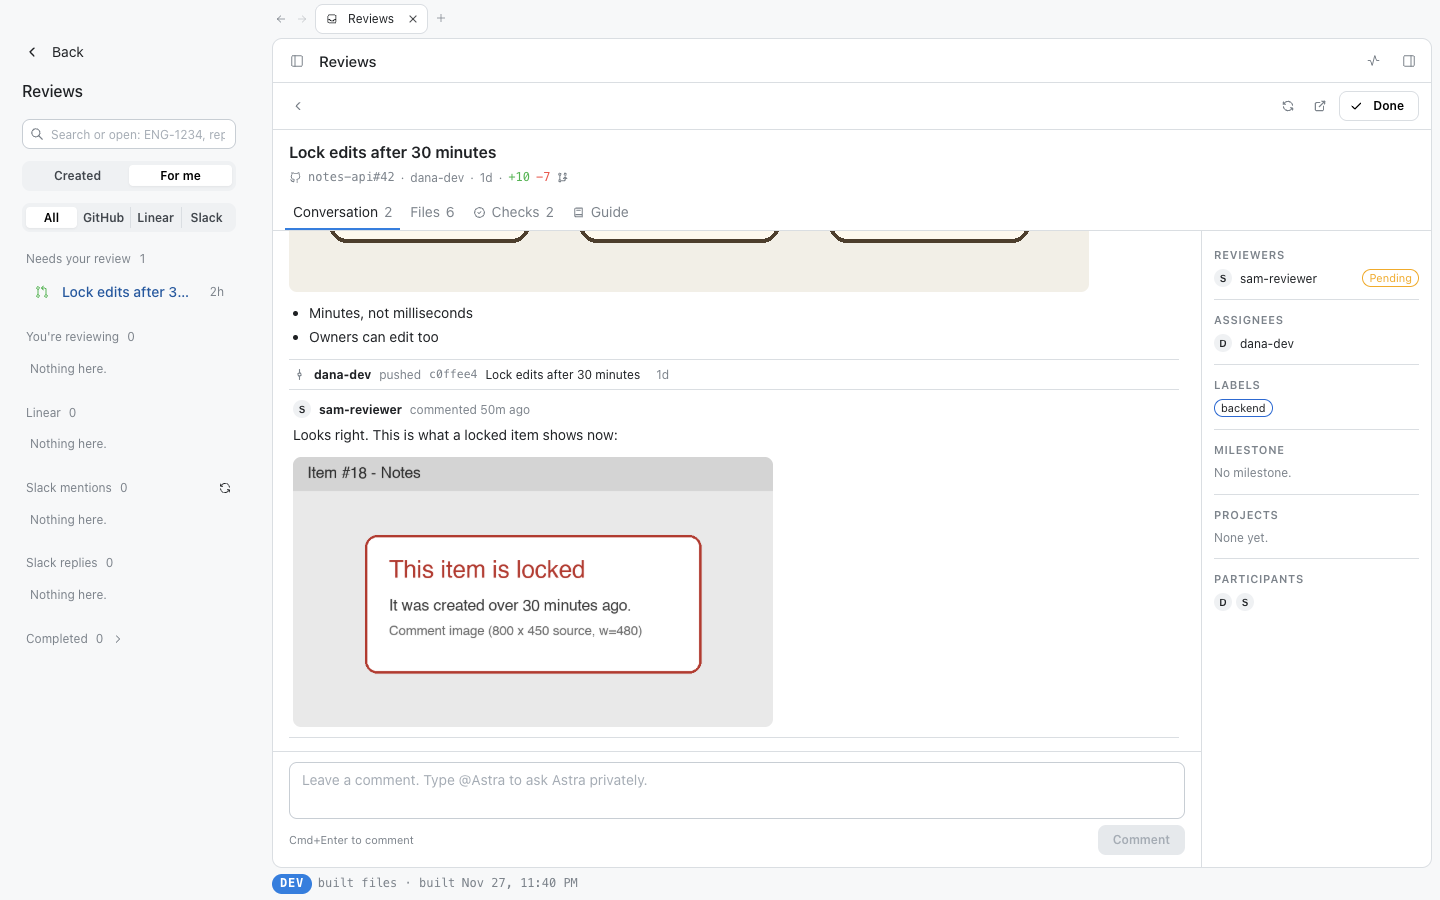 Reviews
Back
Reviews
Search or open: ENG-1234, rep
Created
For me
All
GitHub
Linear
Slack
Needs your review 1
Lock edits after 3... 2h
You're reviewing 0
Nothing here.
Linear 0
Nothing here.
Slack mentions 0
Nothing here.
Slack replies 0
Nothing here.
Completed 0
Reviews
Done
Lock edits after 30 minutes
notes-api#42 · dana-dev · 1d · +10 −7
Conversation 2
Files 6
Checks 2
Guide
Minutes, not milliseconds
Owners can edit too
dana-dev pushed c0ffee4 Lock edits after 30 minutes 1d
S sam-reviewer commented 50m ago
Looks right. This is what a locked item shows now:
Item #18 - Notes
This item is locked
It was created over 30 minutes ago.
Comment image (800 x 450 source, w=480)
Leave a comment. Type @Astra to ask Astra privately.
Cmd+Enter to comment
Comment
REVIEWERS
S sam-reviewer Pending
ASSIGNEES
D dana-dev
LABELS
backend
MILESTONE
No milestone.
PROJECTS
None yet.
PARTICIPANTS
D S
DEV built files · built Nov 27, 11:40 PM